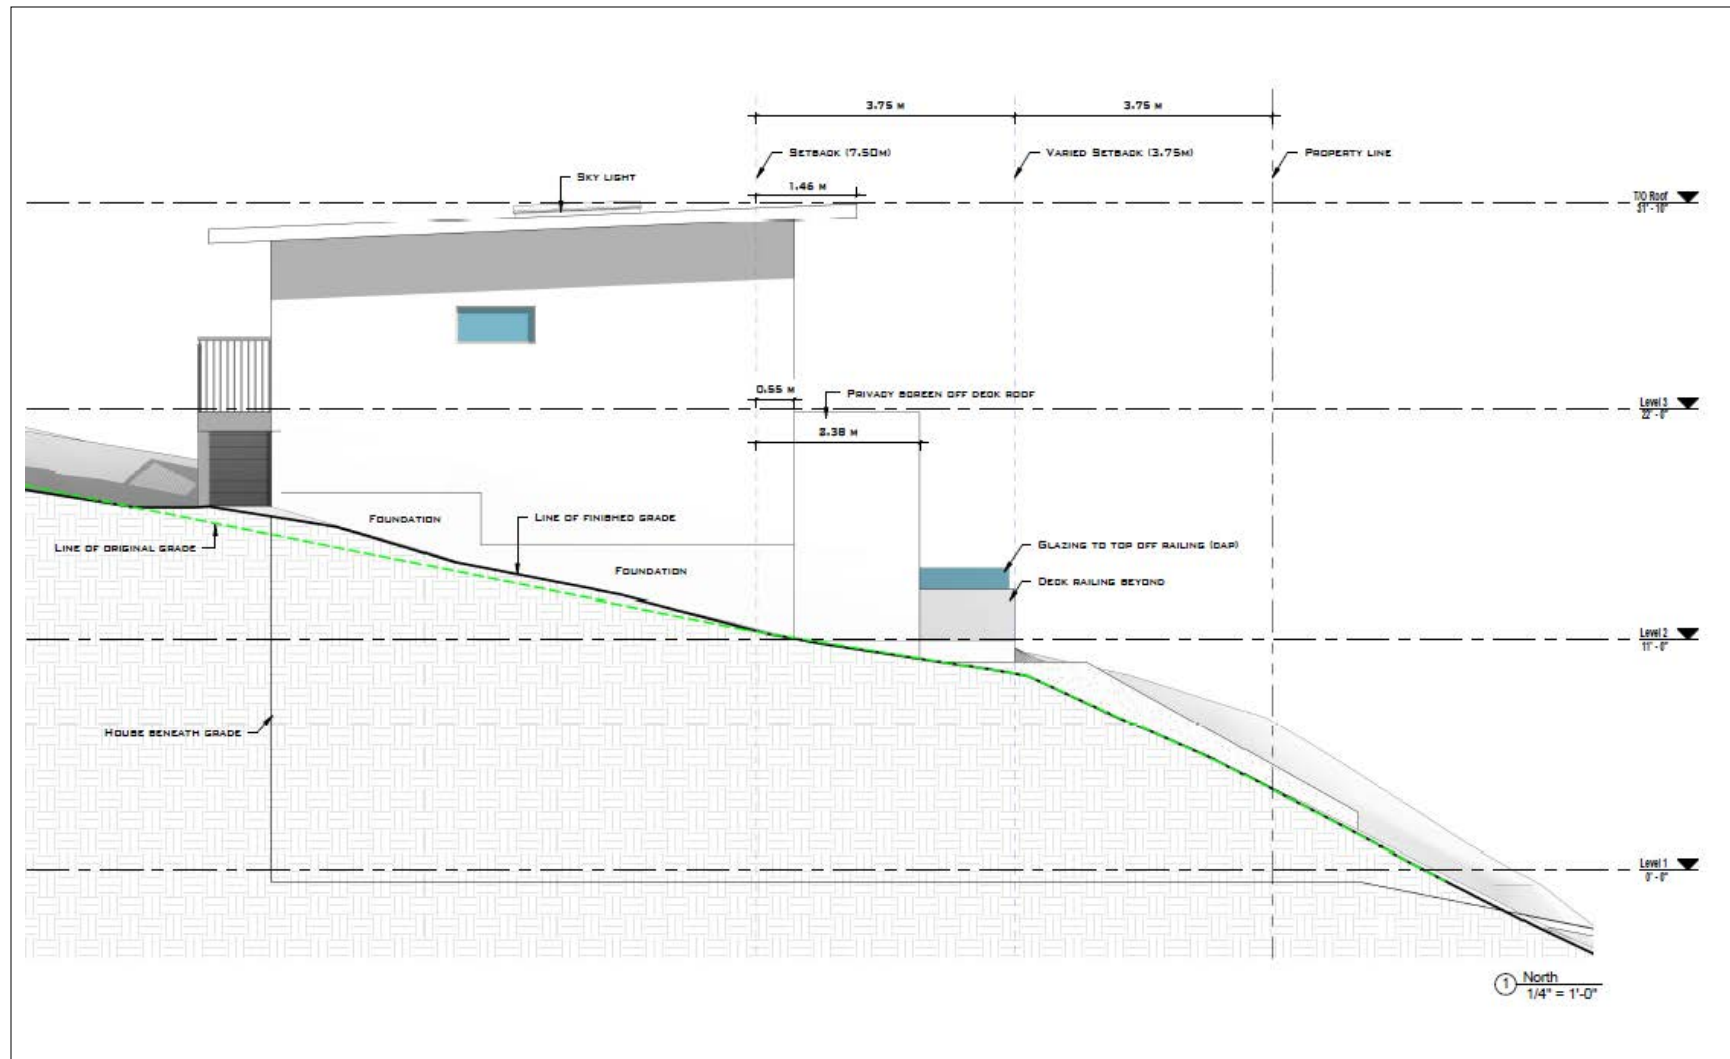 3.75 M
3.75 M
SETBACK (7.50M)
VARIED SETBACK (3.75M)
PROPERTY LINE
SKY LIGHT
1.46 M
T/O Roof
31' - 10"
0.55 M
PRIVACY SCREEN OFF DECK ROOF
Level 3
22' - 0"
2.38 M
FOUNDATION
LINE OF FINISHED GRADE
LINE OF ORIGINAL GRADE
GLAZING TO TOP OFF RAILING (GAP)
FOUNDATION
DECK RAILING BEYOND
Level 2
11' - 0"
HOUSE BENEATH GRADE
Level 1
0' - 0"
1
North
1/4" = 1'-0"